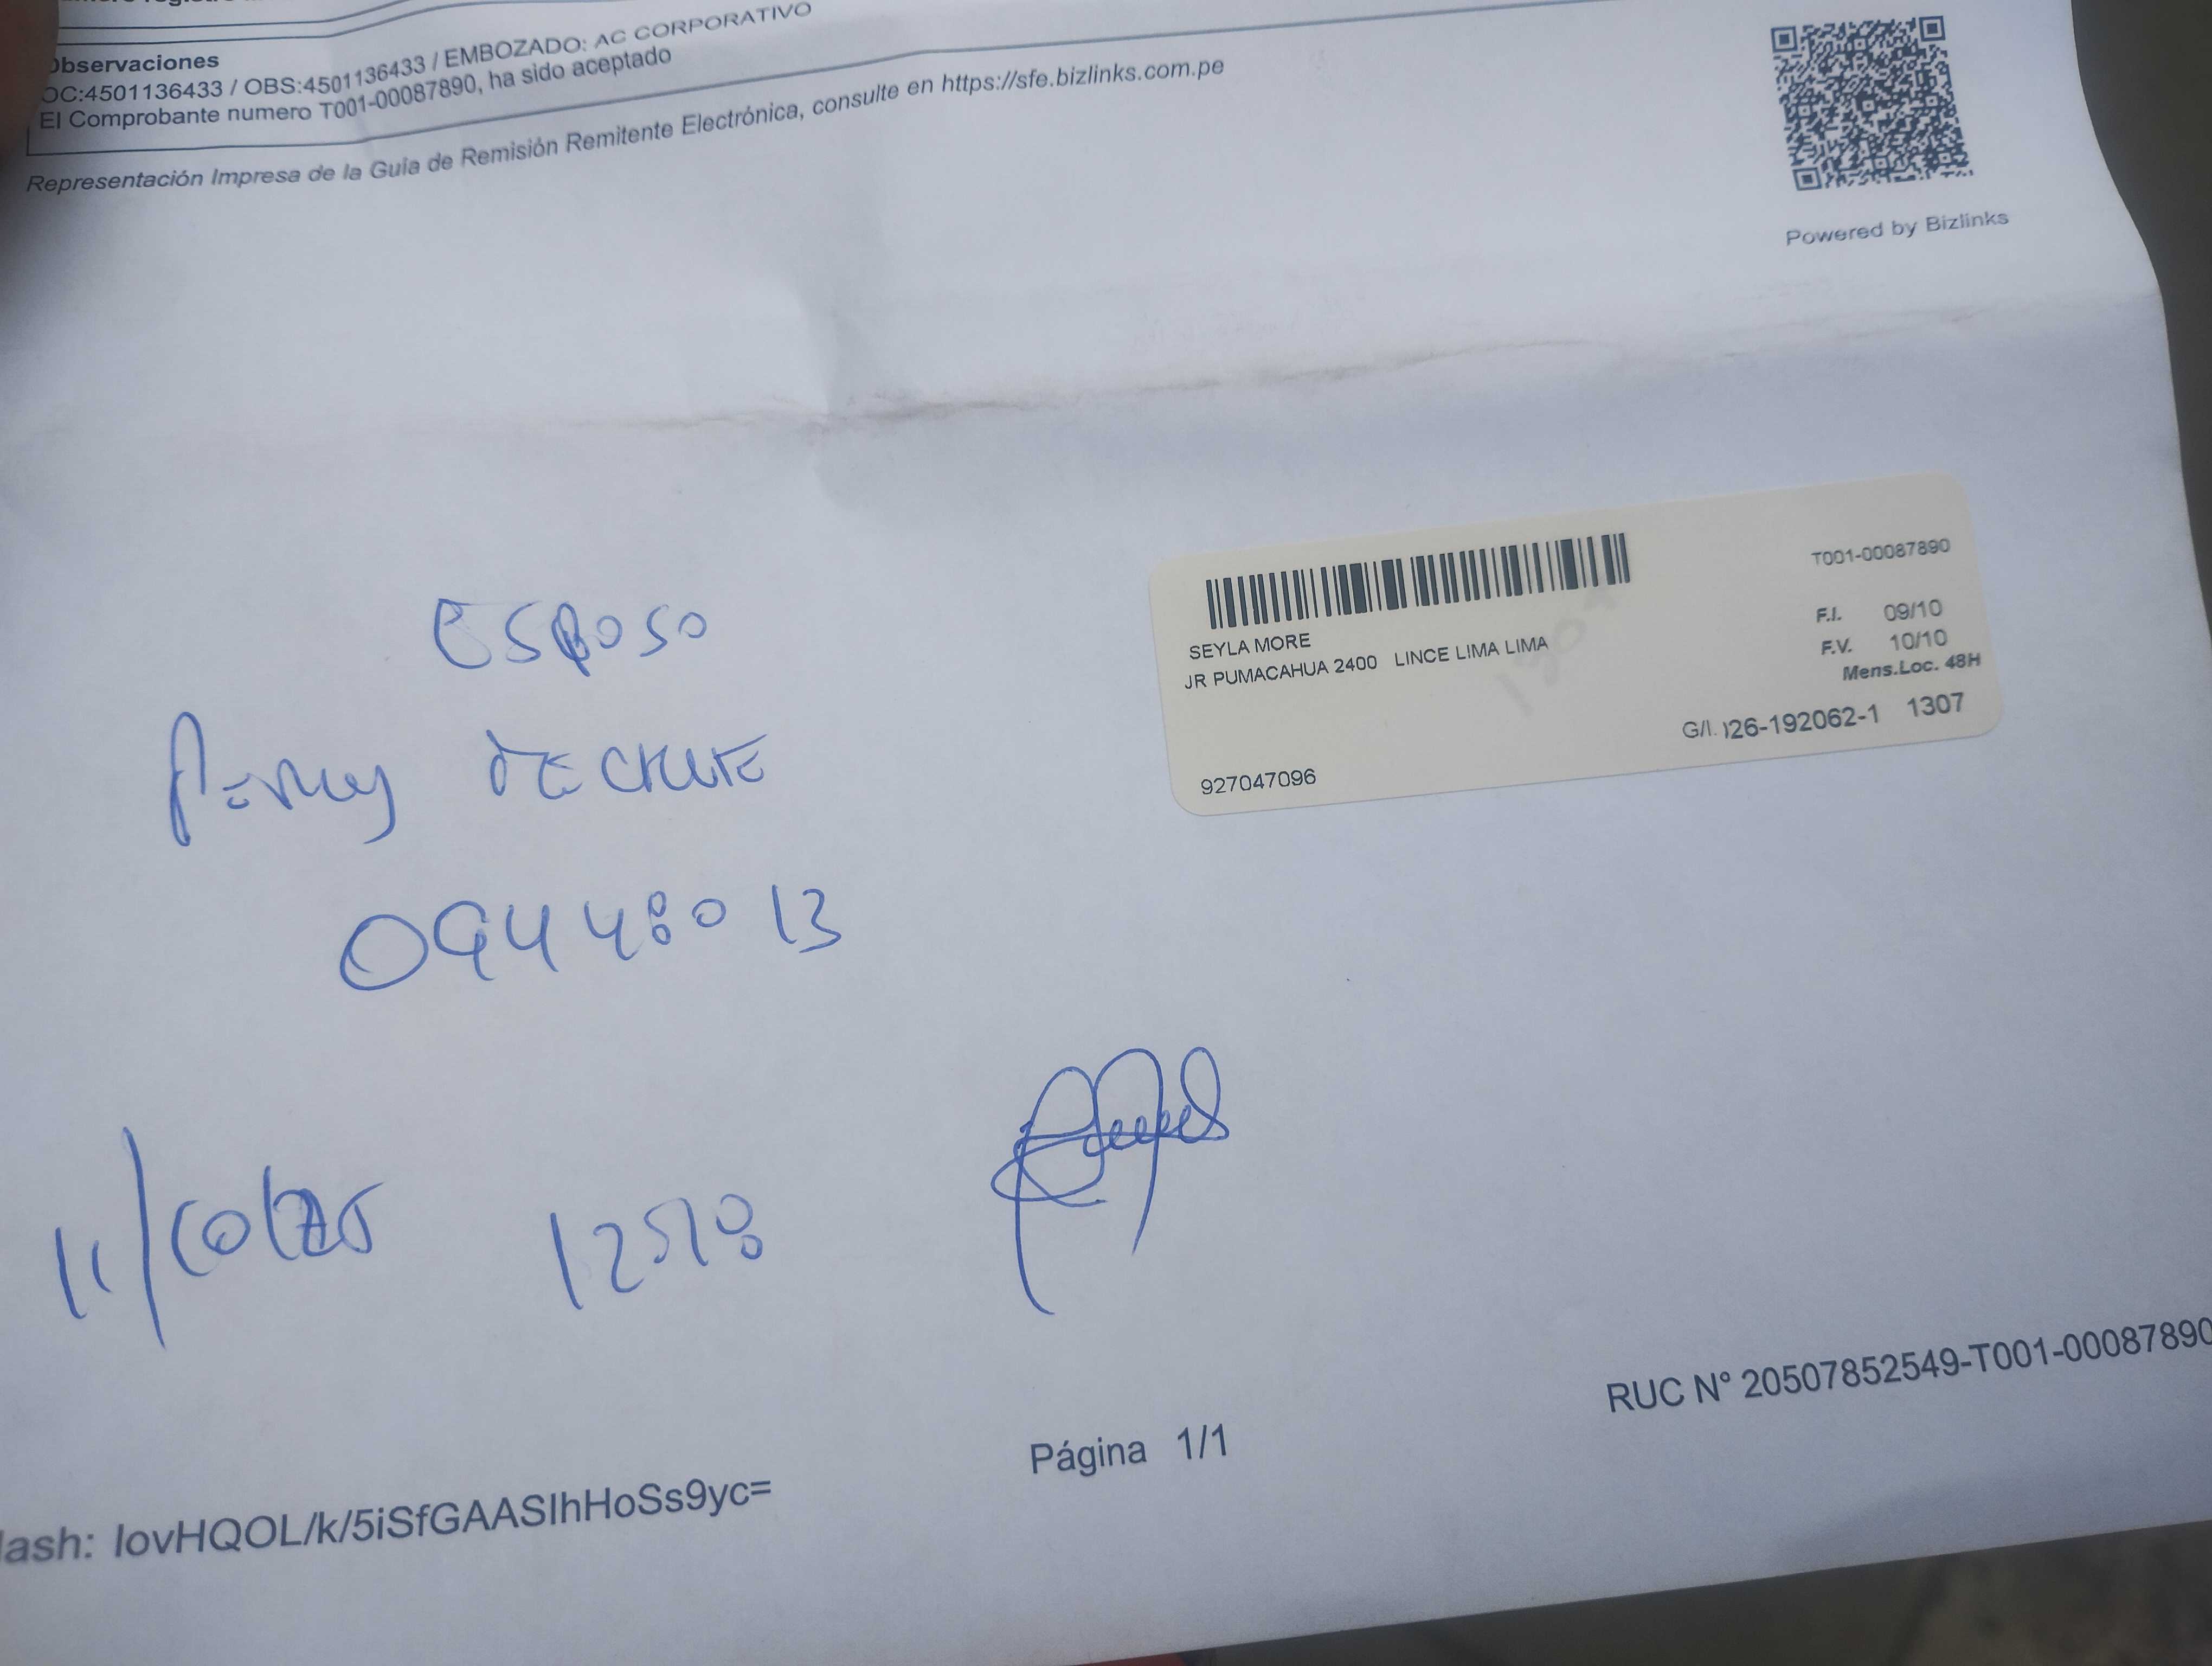 Observaciones
OC:4501136433 / OBS:4501136433 / EMBOZADO: AC CORPORATIVO
El Comprobante numero T001-00087890, ha sido aceptado
Representación Impresa de la Guía de Remisión Remitente Electrónica, consulte en https://sfe.bizlinks.com.pe
Powered by Bizlinks
T001-00087890
F.I. 09/10
F.V. 10/10
Mens.Loc. 48H
SEYLA MORE
JR PUMACAHUA 2400 LINCE LIMA LIMA
G/I. 026-192062-1 1307
927047096
ESPOSO
09448013
Página 1/1
RUC N° 20507852549-T001-00087890
Hash: lovHQOL/k/5iSfGAASIhHoSs9yc=